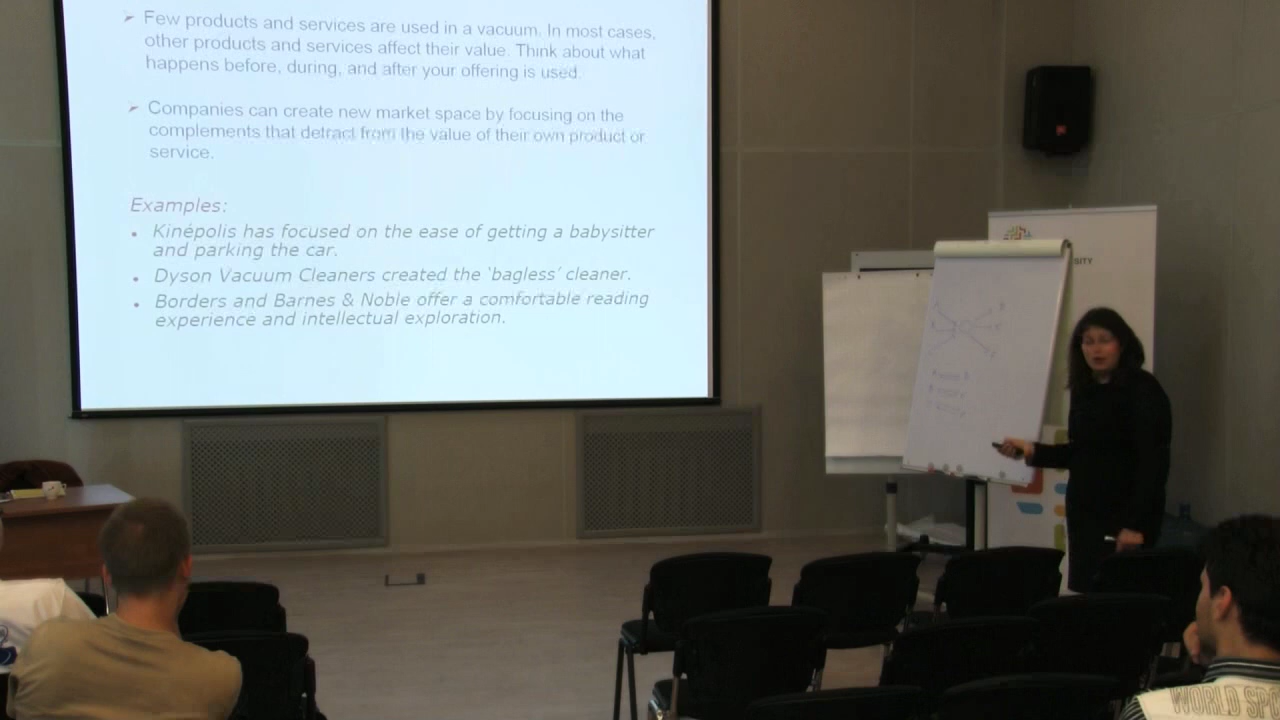 ➢ Few products and services are used in a vacuum. In most cases,
other products and services affect their value. Think about what
happens before, during, and after your offering is used.
➢ Companies can create new market space by focusing on the
complements that detract from the value of their own product or
service.
Examples:
• Kinépolis has focused on the ease of getting a babysitter
and parking the car.
• Dyson Vacuum Cleaners created the ‘bagless’ cleaner.
• Borders and Barnes & Noble offer a comfortable reading
experience and intellectual exploration.
SITY
WORLD SPO